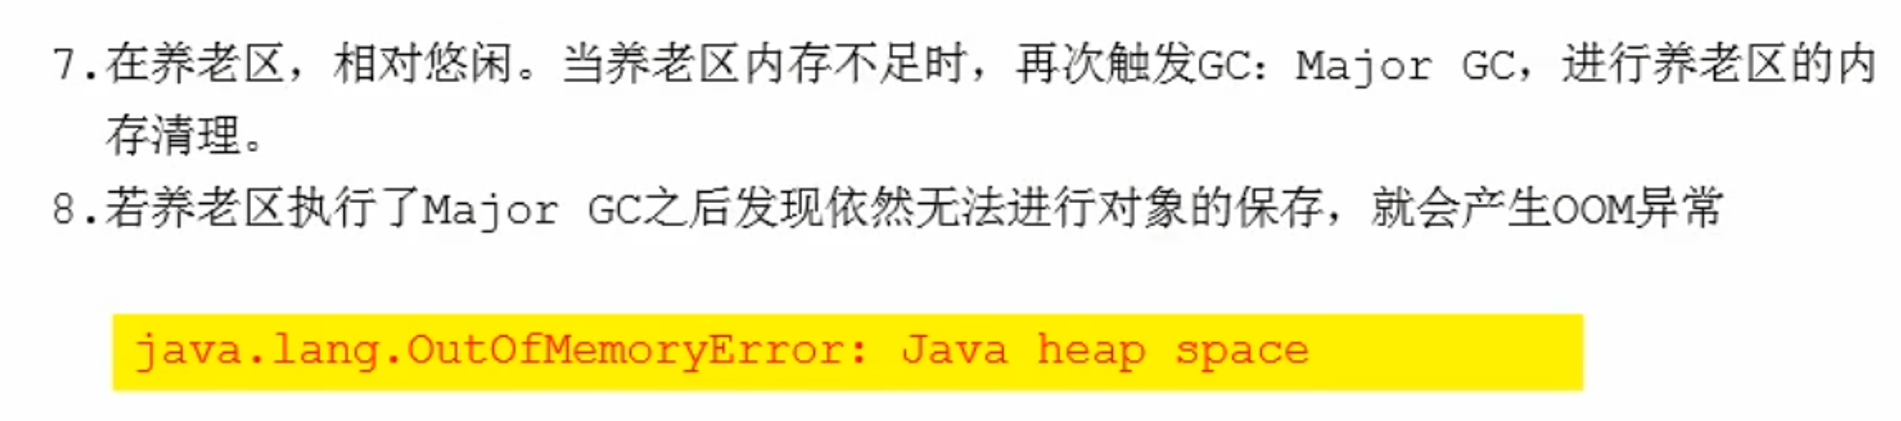 7.在养老区，相对悠闲。当养老区内存不足时，再次触发GC：Major GC，进行养老区的内
存清理。
8.若养老区执行了Major GC之后发现依然无法进行对象的保存，就会产生OOM异常
java.lang.OutOfMemoryError: Java heap space